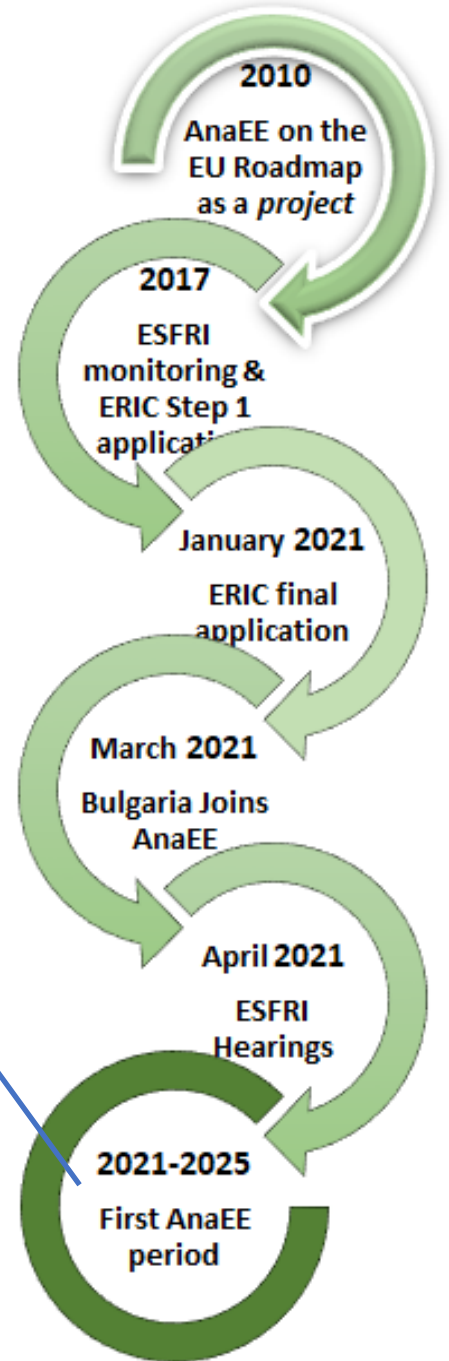 2010
AnaEE on the
EU Roadmap
as a project
2017
ESFRI
monitoring &
ERIC Step 1
application
January 2021
ERIC final
application
March 2021
Bulgaria Joins
AnaEE
April 2021
ESFRI
Hearings
2021-2025
First AnaEE
period